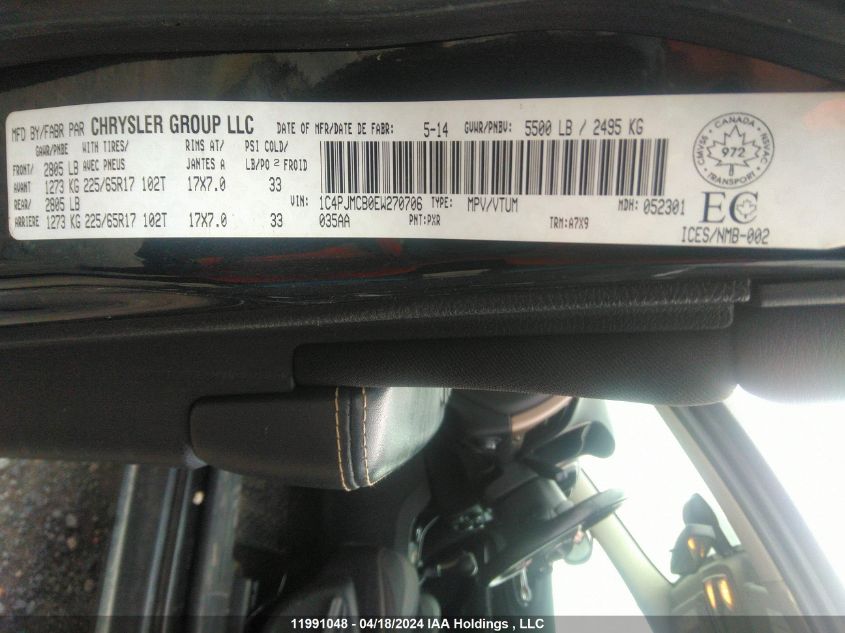 MFD BY/FABR PAR CHRYSLER GROUP LLC DATE OF MFR/DATE DE FABR: 5-14 GVWR/PNBV: 5500 LB / 2495 KG
GAWR/PNBE WITH TIRES/ RIMS AT/ PSI COLD/
FRONT/ 2805 LB AVEC PNEUS JANTES A LB/PO² FROID
AVANT 1273 KG 225/65R17 102T 17X7.0 33 VIN: 1C4PJMCB0EW270706 TYPE: MPV/VTUM MDH: 052301
REAR/ 2805 LB 035AA PNT: PXR TRM: A7X9
ARRIERE 1273 KG 225/65R17 102T 17X7.0 33
CANADA
CMVSS NSVAC
972
TRANSPORT
EC
ICES/NMB-002
11991048 - 04/18/2024 IAA Holdings , LLC